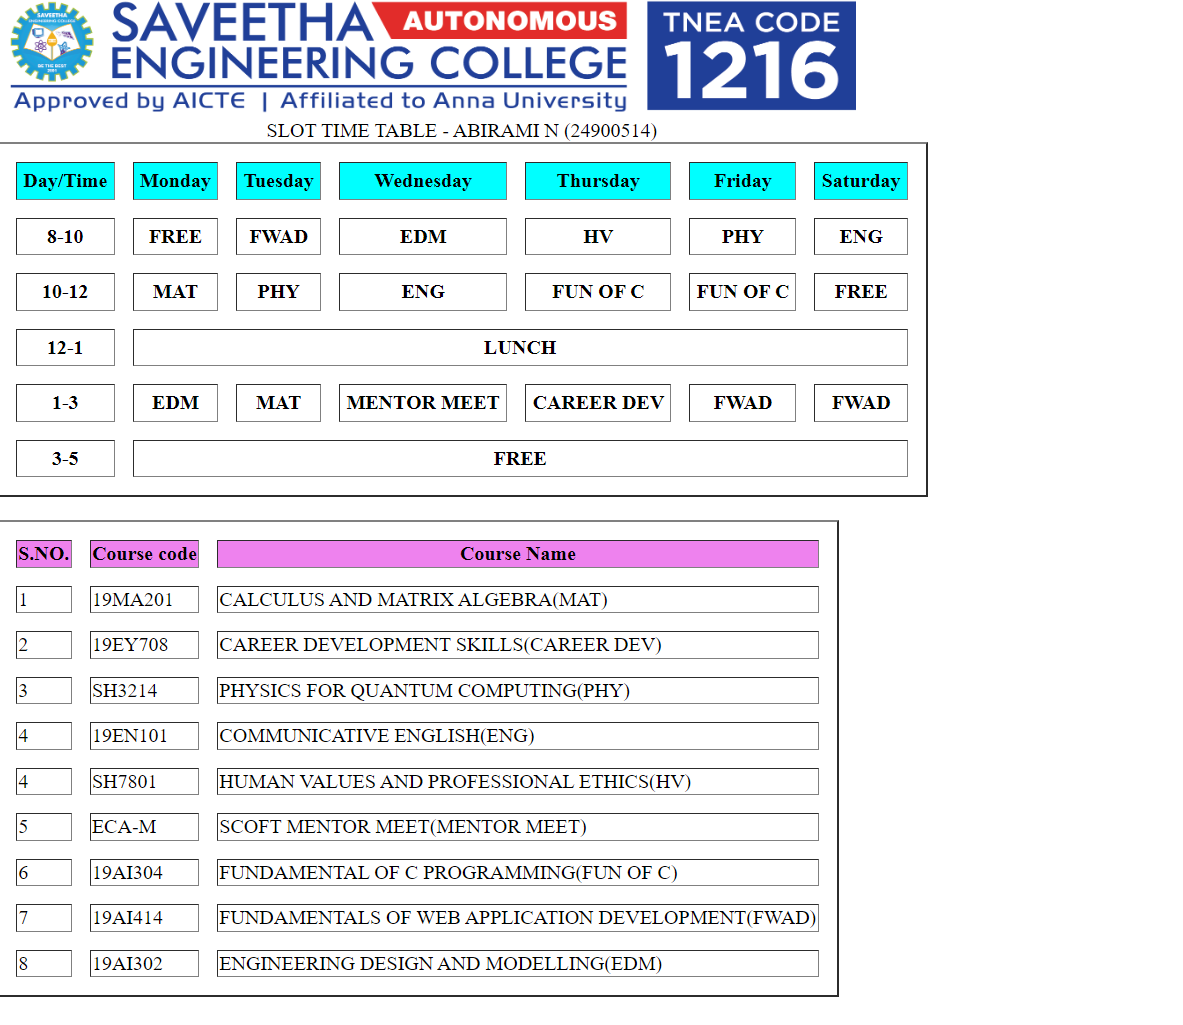 SAVEETHA AUTONOMOUS
ENGINEERING COLLEGE
Approved by AICTE | Affiliated to Anna University
TNEA CODE
1216
SLOT TIME TABLE - ABIRAMI N (24900514)
Day/Time Monday Tuesday Wednesday Thursday Friday Saturday
8-10 FREE FWAD EDM HV PHY ENG
10-12 MAT PHY ENG FUN OF C FUN OF C FREE
12-1 LUNCH
1-3 EDM MAT MENTOR MEET CAREER DEV FWAD FWAD
3-5 FREE
S.NO. Course code Course Name
1 19MA201 CALCULUS AND MATRIX ALGEBRA(MAT)
2 19EY708 CAREER DEVELOPMENT SKILLS(CAREER DEV)
3 SH3214 PHYSICS FOR QUANTUM COMPUTING(PHY)
4 19EN101 COMMUNICATIVE ENGLISH(ENG)
4 SH7801 HUMAN VALUES AND PROFESSIONAL ETHICS(HV)
5 ECA-M SCOFT MENTOR MEET(MENTOR MEET)
6 19AI304 FUNDAMENTAL OF C PROGRAMMING(FUN OF C)
7 19AI414 FUNDAMENTALS OF WEB APPLICATION DEVELOPMENT(FWAD)
8 19AI302 ENGINEERING DESIGN AND MODELLING(EDM)